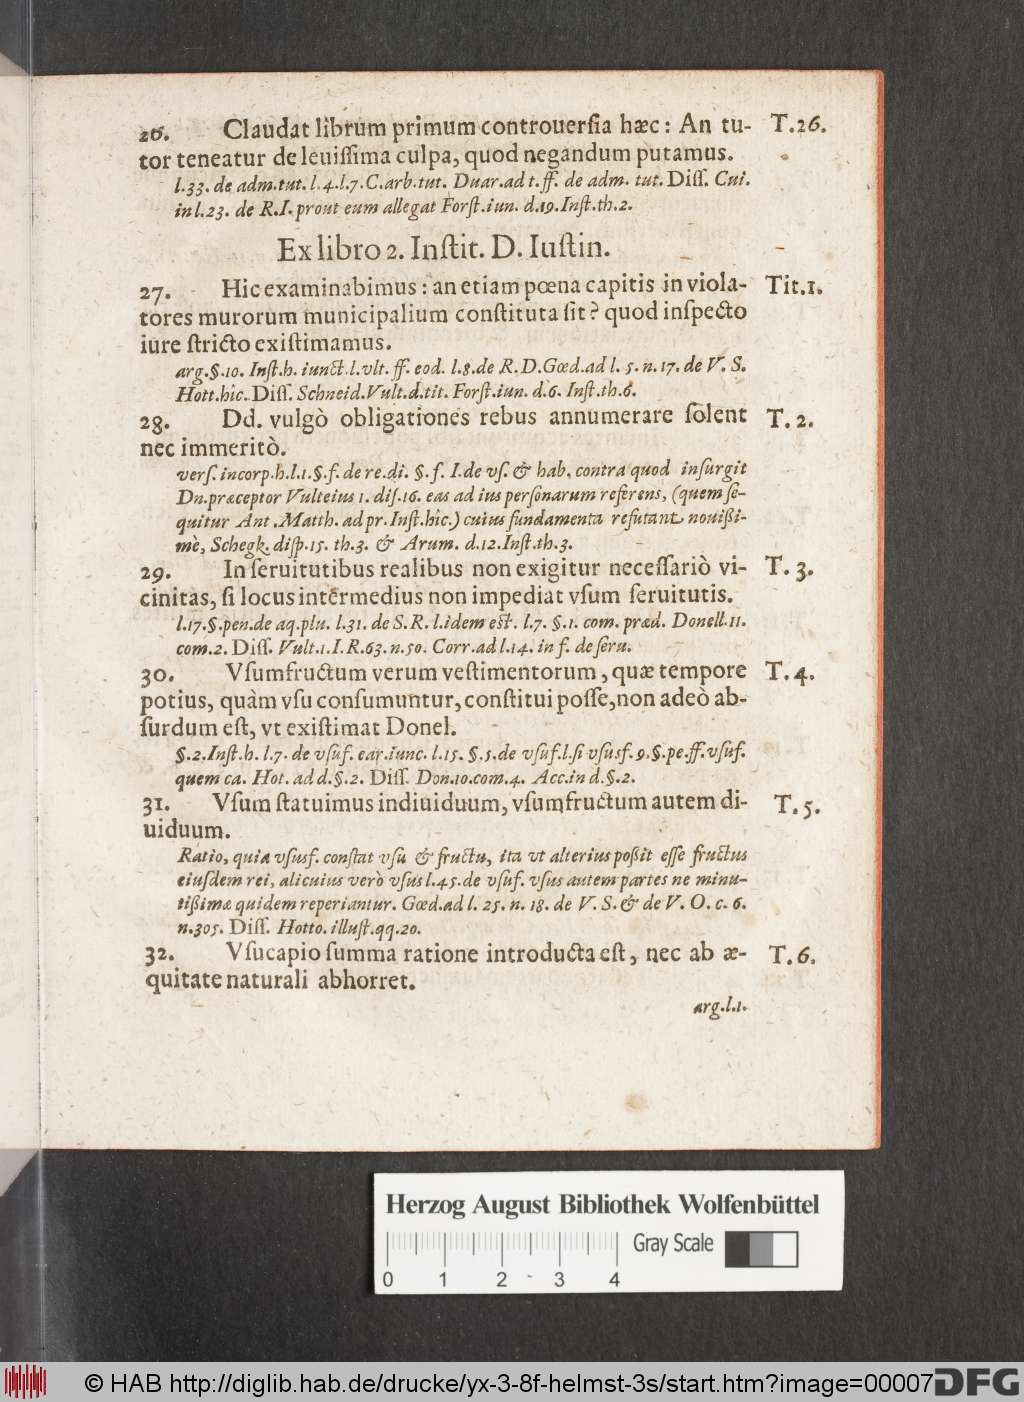 26. Claudat librum primum controuerſia hæc: An tu- T.26.
tor teneatur de leuiſſima culpa, quod negandum putamus.
l.33. de adm.tut. l.4.l.7.C.arb.tut. Duar.ad t.ff. de adm. tut. Diſſ. Cui.
in l.23. de R.I. prout eum allegat Forſt.iun. d.19.Inſt.th.2.
Ex libro 2. Inſtit. D. Iuſtin.
27. Hic examinabimus: an etiam pœna capitis in viola- Tit.1.
tores murorum municipalium conſtituta ſit? quod inſpecto
iure ſtricto exiſtimamus.
arg.§.10. Inſt.h. iunct.l.vlt. ff. eod. l.8.de R.D.Gœd.ad l. 5.n.17. de V. S.
Hott.hic. Diſſ. Schneid.Vult.d.tit. Forſt.iun. d.6. Inſt.th.6.
28. Dd. vulgò obligationes rebus annumerare ſolent T.2.
nec immeritò.
verſ. incorp.h.l.1.§.f. de re.di. §. f. I.de vſ. & hab. contra quod inſurgit
Dn.præceptor Vulteius 1. diſ.16. eas ad ius perſonarum referens, (quem ſe-
quitur Ant .Matth. ad pr. Inſt.hîc.) cuius fundamenta refutant nouißi-
mè, Schegk. diſp.15. th.3. & Arum. d.12.Inſt.th.3.
29. In ſeruitutibus realibus non exigitur neceſſariò vi- T. 3.
cinitas, ſi locus intermedius non impediat vſum ſeruitutis.
l.17.§.pen.de aq.plu. l.31. de S.R. l.idem eſt. l.7. §.1. com. præd. Donell.11.
com.2. Diſſ. Vult.1.I.R.63.n.50. Corr.ad l.14. in f. de ſeru.
30. Vſumfructum verum veſtimentorum, quæ tempore T.4.
potius, quàm vſu conſumuntur, conſtitui poſſe, non adeò ab-
ſurdum eſt, vt exiſtimat Donel.
§.2.Inſt.h. l.7. de vſuf. ear.iunc. l.15. §.5.de vſuf.l.ſi vſusf.9.§.pe.ff.vſuf.
quem ca. Hot. ad d.§.2. Diſſ. Don.10.com.4. Acc.in d.§.2.
31. Vſum ſtatuimus indiuiduum, vſumfructum autem di- T.5.
uiduum.
Ratio, quia vſusf. conſtat vſu & fructu, ita vt alterius poßit eſſe fructus
eiuſdem rei, alicuius verò vſus l.45.de vſuf. vſus autem partes ne minu-
tißimæ quidem reperiantur. Gœd.ad l. 25. n. 18. de V. S. & de V. O. c. 6.
n.305. Diſſ. Hotto. illuſt.qq.20.
32. Vſucapio ſumma ratione introducta eſt, nec ab æ- T.6.
quitate naturali abhorret.
arg.l.1.
Herzog August Bibliothek Wolfenbüttel
Gray Scale
0 1 2 3 4
© HAB http://diglib.hab.de/drucke/yx-3-8f-helmst-3s/start.htm?image=00007
DFG